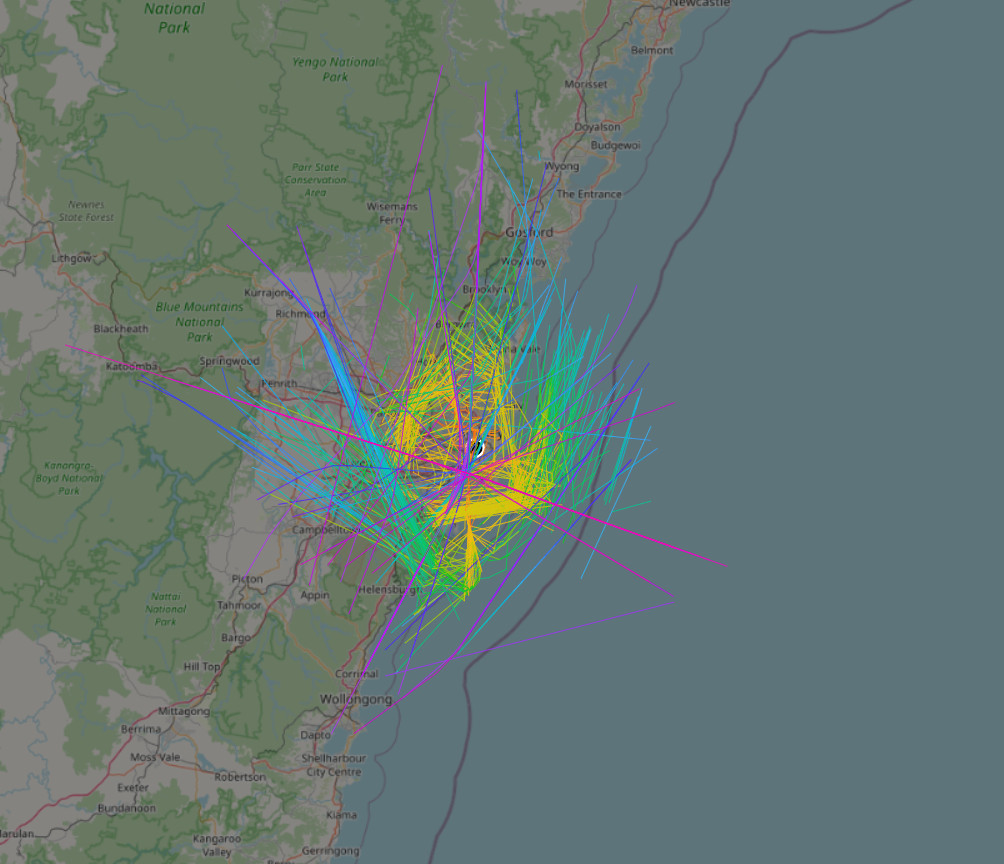 Newcastle
National
Park
Belmont
Yengo National
Park
Morisset
Doyalson
Budgewoi
Wyong
Parr State
Conservation
Area
The Entrance
Wisemans
Ferry
Newnes
State Forest
Gosford
Lithgow
Woy Woy
Brooklyn
Kurrajong
Blue Mountains
National
Park
Richmond
Blackheath
Springwood
Katoomba
Penrith
Kanangra-
Boyd National
Park
Campbelltown
Picton
Helensburgh
Appin
Nattai
National
Park
Tahmoor
Bargo
Hill Top
Corrimal
Wollongong
Mittagong
Berrima
Dapto
Moss Vale
Shellharbour
City Centre
Robertson
Exeter
Bundanoon
Kiama
Kangaroo
Valley
Gerringong